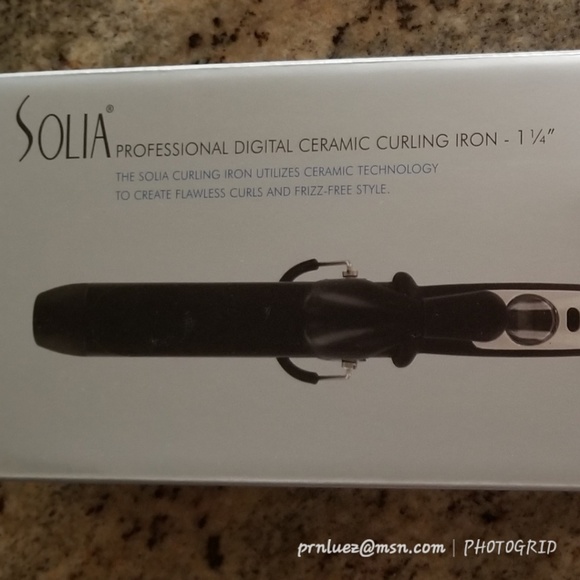 SOLIA® PROFESSIONAL DIGITAL CERAMIC CURLING IRON - 1 ¼"
THE SOLIA CURLING IRON UTILIZES CERAMIC TECHNOLOGY
TO CREATE FLAWLESS CURLS AND FRIZZ-FREE STYLE.
prnluez@msn.com | PHOTOGRID